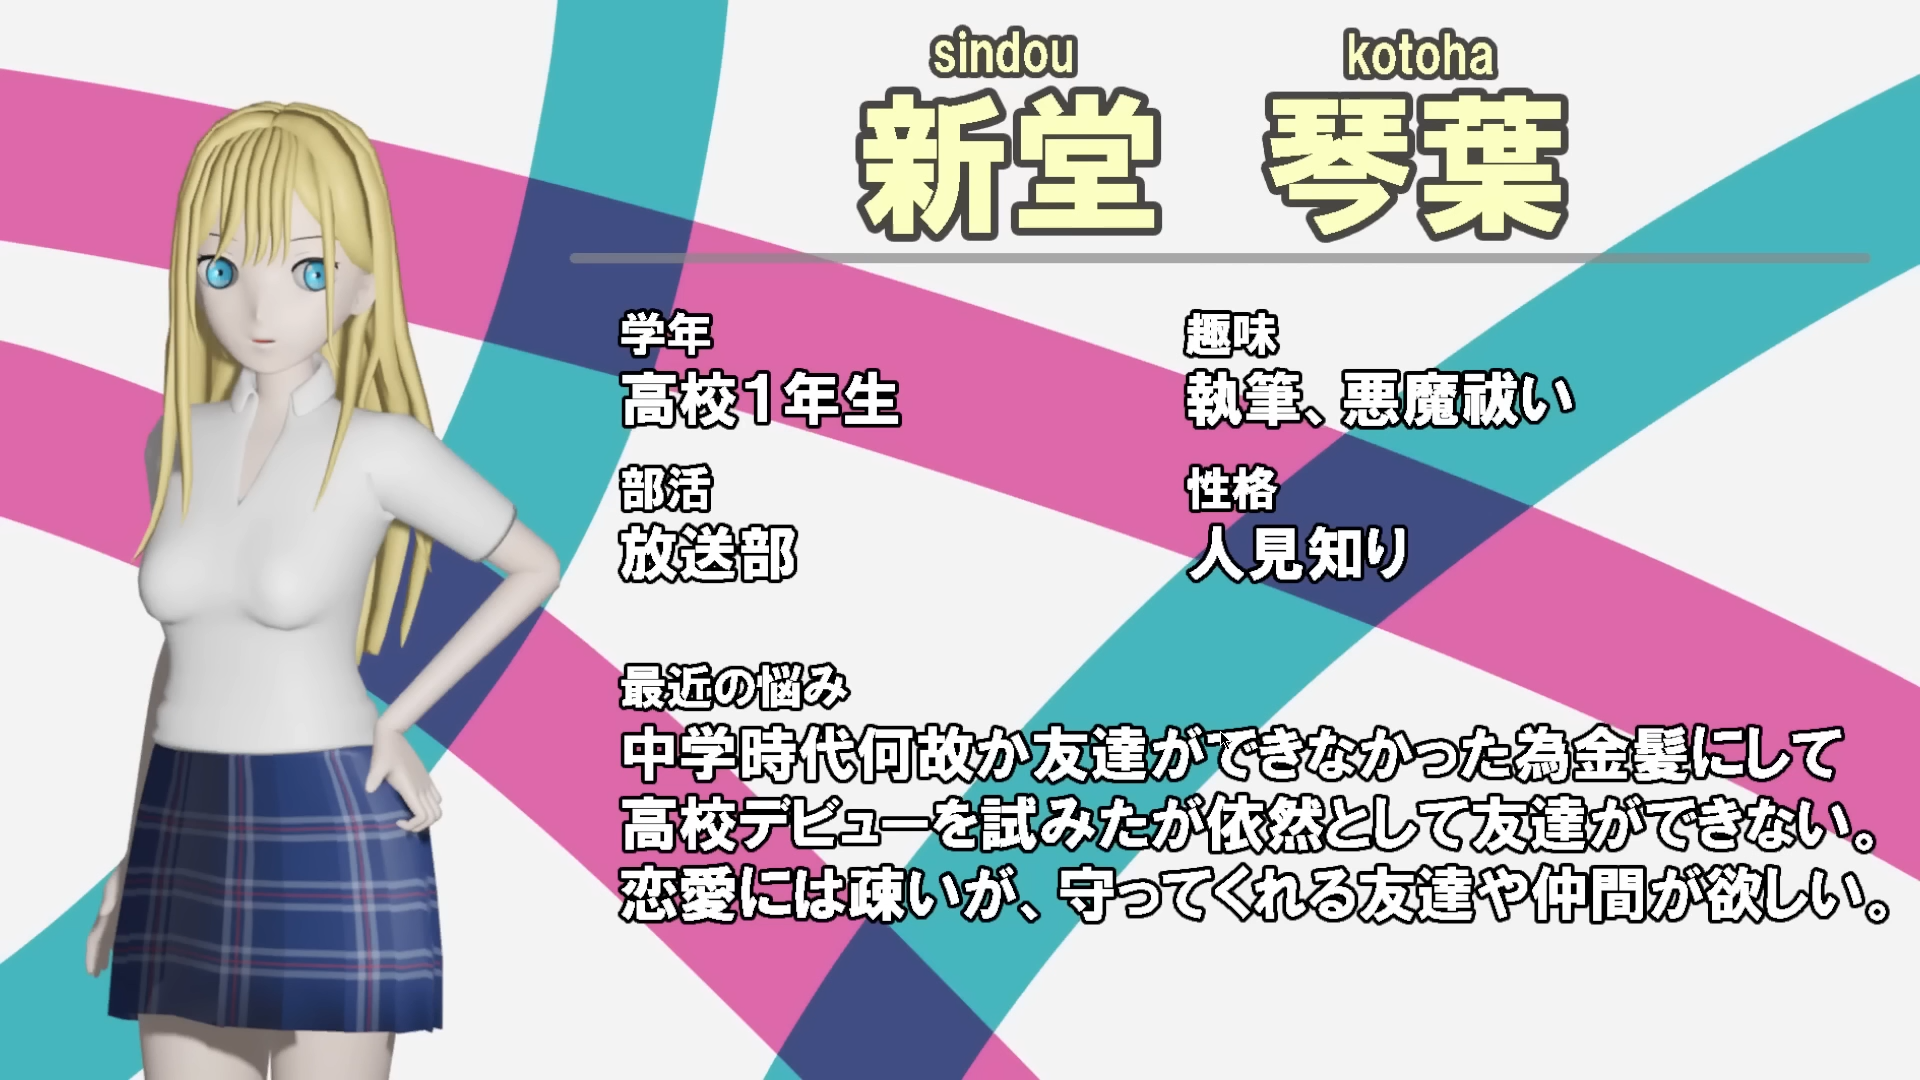 sindou kotoha
新堂 琴葉
学年
高校１年生
趣味
執筆、悪魔祓い
部活
放送部
性格
人見知り
最近の悩み
中学時代何故か友達ができなかった為金髪にして
高校デビューを試みたが依然として友達ができない。
恋愛には疎いが、守ってくれる友達や仲間が欲しい。